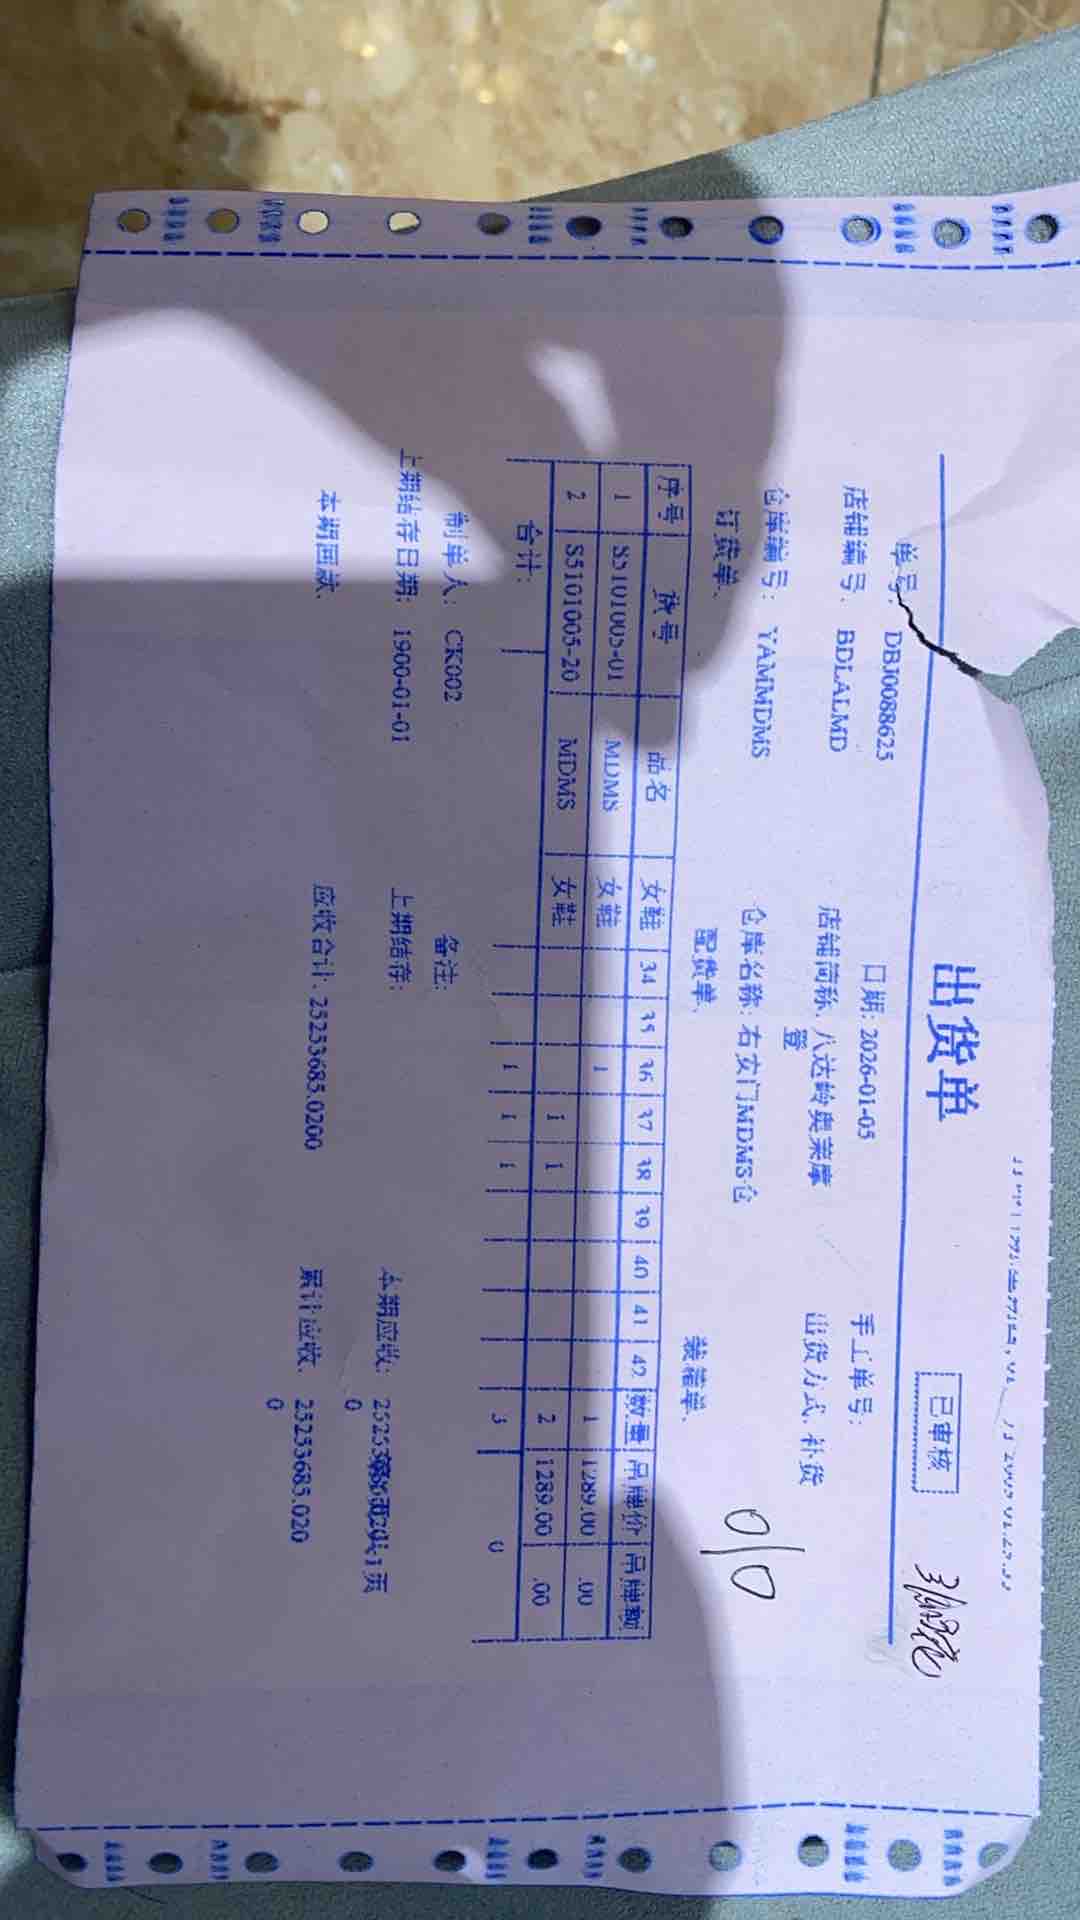 出货单
已审核
单号: DBJ0088625 日期: 2026-01-05 手工单号:
店铺编号: BDLALMD 店铺简称: 八达岭奥莱库 出货方式: 补货
登
仓库编号: YAMMDMS 仓库名称: 右安门MDMS仓 010
订货单: 配货单: 装箱单:
序号 货号 品名 女鞋 34 35 36 37 38 39 40 41 42 数量 吊牌价 吊牌额
1 S5101005-01 MDMS 女鞋 1 1 1289.00 .00
2 S5101005-20 MDMS 女鞋 1 1 2 1289.00 .00
合计: 1 1 1 3 0
制单人: CK002 备注:
上期结存日期: 1900-01-01 上期结存: 本期应收:
0
本期回款: 应收合计: 25253685.0200 累计应收: 25253685.020
0